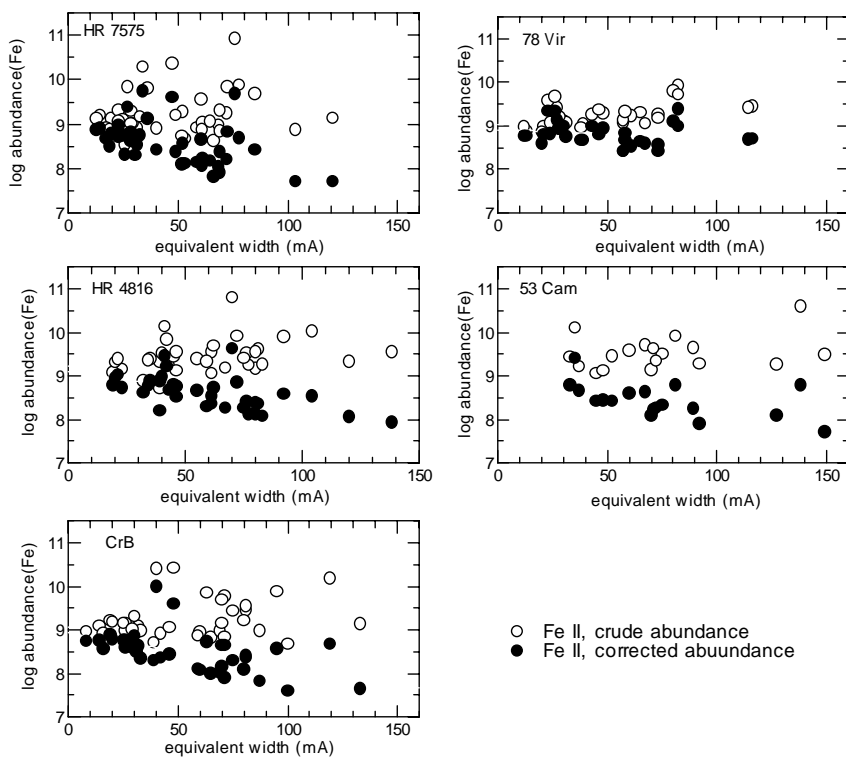 HR 7575
11
10
9
8
7
log abundance(Fe)
0 50 100 150
equivalent width (mA)
78 Vir
11
10
9
8
7
log abundance(Fe)
0 50 100 150
equivalent width (mA)
HR 4816
11
10
9
8
7
log abundance(Fe)
0 50 100 150
equivalent width (mA)
53 Cam
11
10
9
8
7
log abundance(Fe)
0 50 100 150
equivalent width (mA)
CrB
11
10
9
8
7
log abundance(Fe)
0 50 100 150
equivalent width (mA)
Fe II, crude abundance
Fe II, corrected abuundance